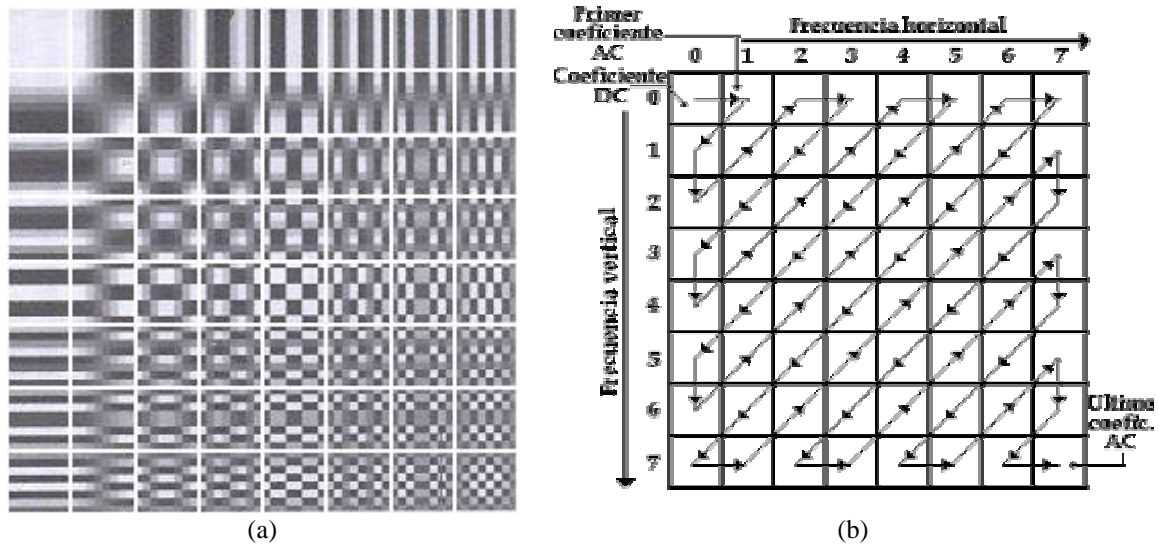 Primer
coeficiente
AC
Coeficiente
DC
Frecuencia horizontal
0 1 2 3 4 5 6 7
Frecuencia vertical
0
1
2
3
4
5
6
7
Ultimo
coefic.
AC
(a)
(b)